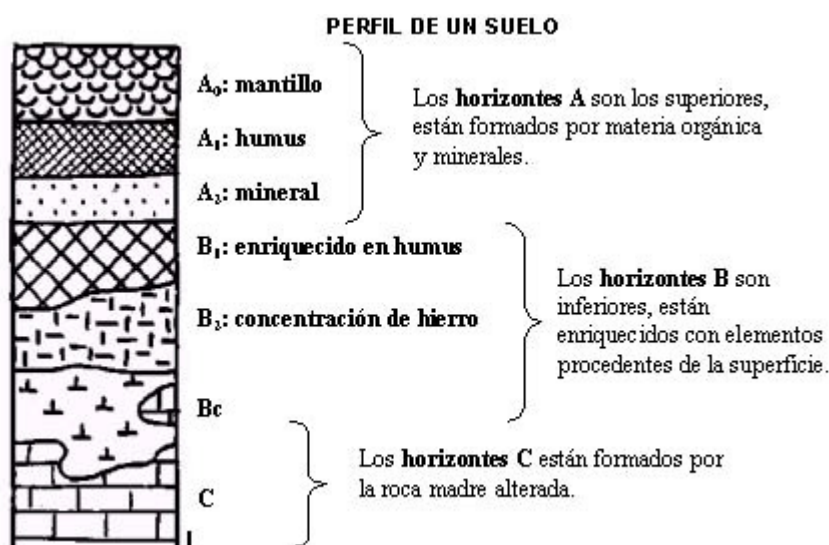 PERFIL DE UN SUELO
A₀: mantillo
A₁: humus
A₂: mineral
Los horizontes A son los superiores,
están formados por materia orgánica
y minerales.
B₁: enriquecido en humus
B₂: concentración de hierro
Bc
Los horizontes B son
inferiores, están
enriquecidos con elementos
procedentes de la superficie.
C
Los horizontes C están formados por
la roca madre alterada.